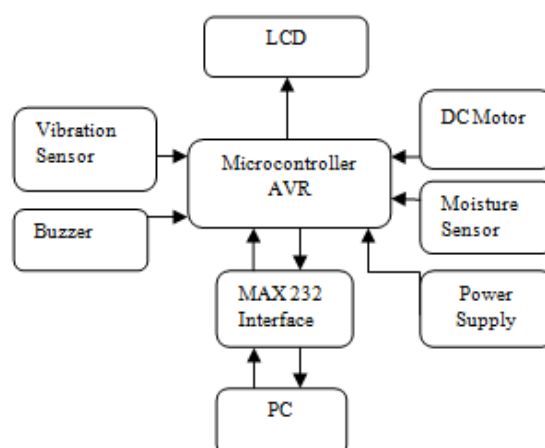 LCD
Vibration
Sensor
DC Motor
Microcontroller
AVR
Moisture
Sensor
Buzzer
MAX 232
Interface
Power
Supply
PC